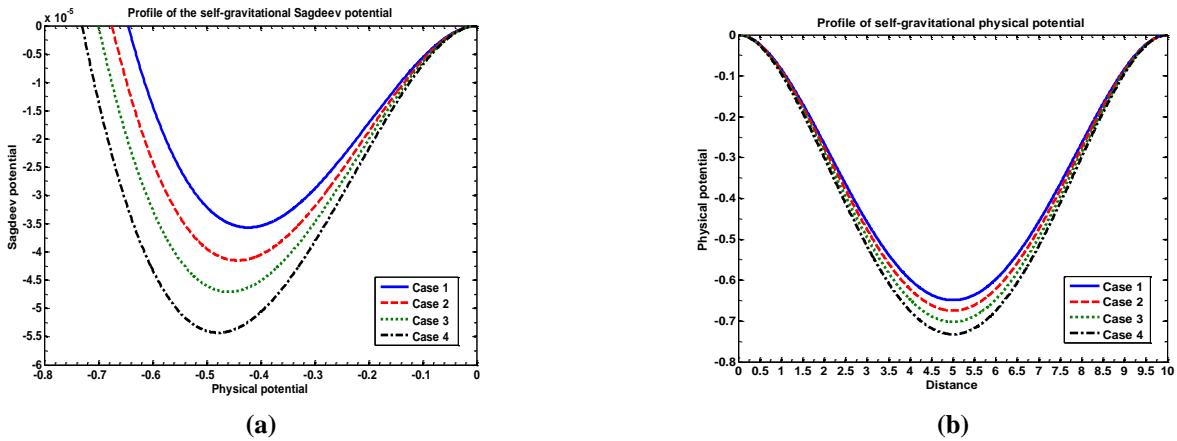 Profile of the self-gravitational Sagdeev potential
x 10⁻⁵
0
-0.5
-1
-1.5
-2
-2.5
-3
-3.5
-4
-4.5
-5
-5.5
-6
Sagdeev potential
Case 1
Case 2
Case 3
Case 4
-0.8 -0.7 -0.6 -0.5 -0.4 -0.3 -0.2 -0.1 0
Physical potential
(a)
Profile of self-gravitational physical potential
0
-0.1
-0.2
-0.3
-0.4
-0.5
-0.6
-0.7
-0.8
Physical potential
Case 1
Case 2
Case 3
Case 4
0 0.5 1 1.5 2 2.5 3 3.5 4 4.5 5 5.5 6 6.5 7 7.5 8 8.5 9 9.5 10
Distance
(b)